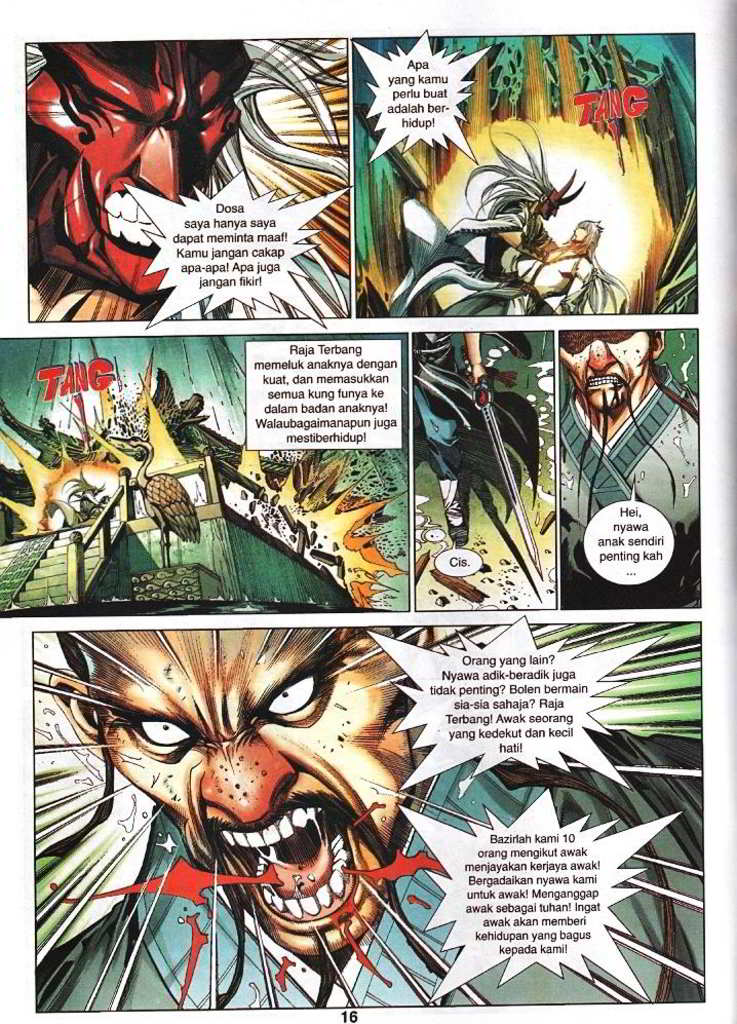 Dosa
saya hanya saya
dapat meminta maaf!
Kamu jangan cakap
apa-apa! Apa juga
jangan fikir!
Apa
yang kamu
perlu buat
adalah ber-
hidup!
TANG
TANG
Raja Terbang
memeluk anaknya dengan
kuat, dan memasukkan
semua kung funya ke
dalam badan anaknya!
Walaubagaimanapun juga
mestiberhidup!
Cis.
Hei,
nyawa
anak sendiri
penting kah
...
Orang yang lain?
Nyawa adik-beradik juga
tidak penting? Bolen bermain
sia-sia sahaja? Raja
Terbang! Awak seorang
yang kedekut dan kecil
hati!
Bazirlah kami 10
orang mengikut awak
menjayakan kerjaya awak!
Bergadaikan nyawa kami
untuk awak! Menganggap
awak sebagai tuhan! Ingat
awak akan memberi
kehidupan yang bagus
kepada kami!
16